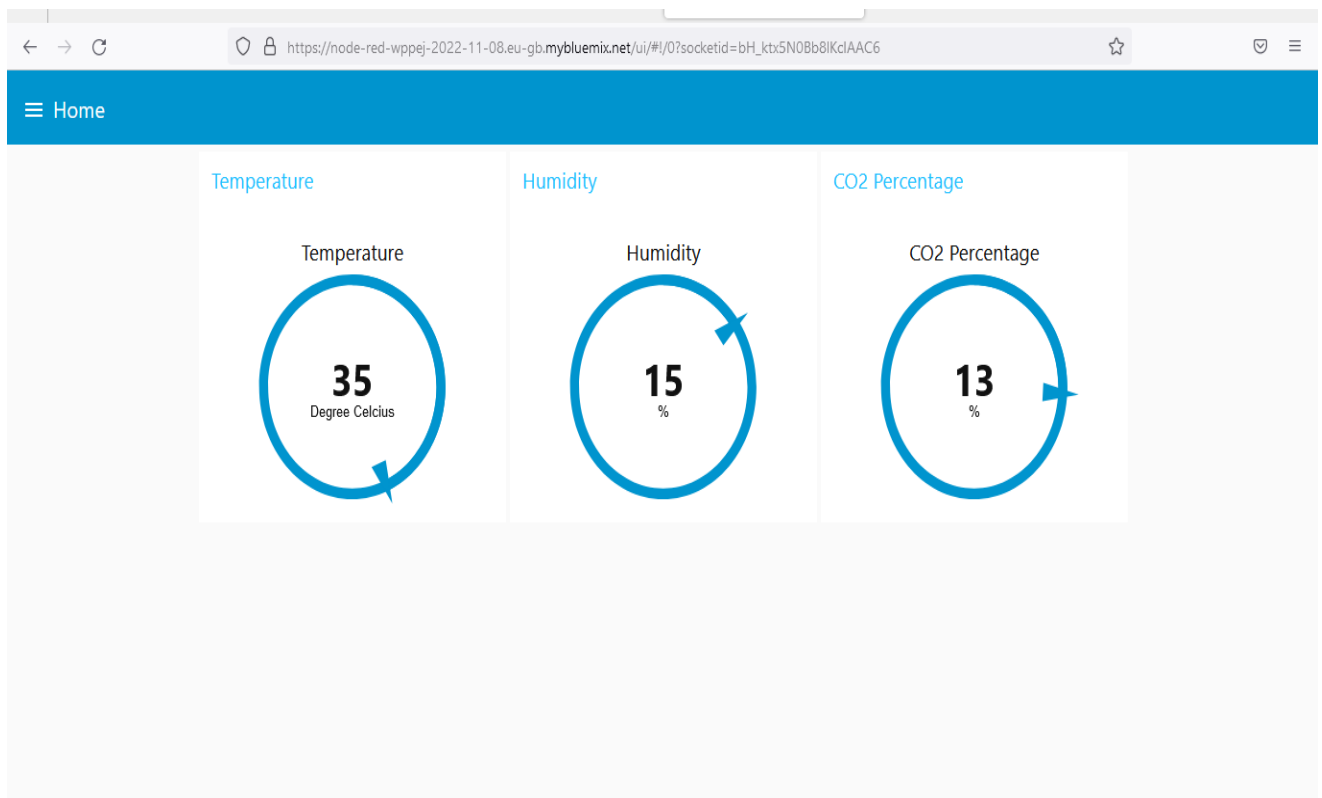 https://node-red-wppej-2022-11-08.eu-gb.mybluemix.net/ui/#!/0?socketid=bH_ktx5N0Bb8lKclAAC6
Home
Temperature
Humidity
CO2 Percentage
Temperature
Humidity
CO2 Percentage
35
Degree Celcius
15
%
13
%